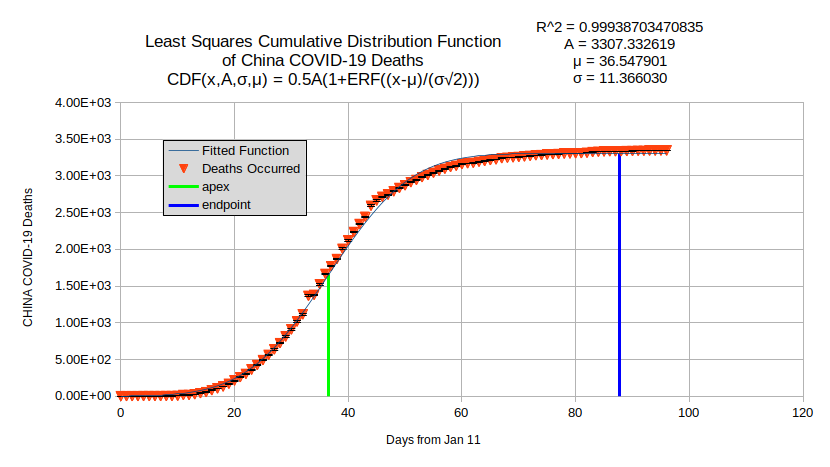 Least Squares Cumulative Distribution Function
of China COVID-19 Deaths
CDF(x,A,σ,μ) = 0.5A(1+ERF((x-μ)/(σ√2)))
R^2 = 0.99938703470835
A = 3307.332619
μ = 36.547901
σ = 11.366030
CHINA COVID-19 Deaths
4.00E+03
3.50E+03
3.00E+03
2.50E+03
2.00E+03
1.50E+03
1.00E+03
5.00E+02
0.00E+00
Fitted Function
Deaths Occurred
apex
endpoint
0 20 40 60 80 100 120
Days from Jan 11